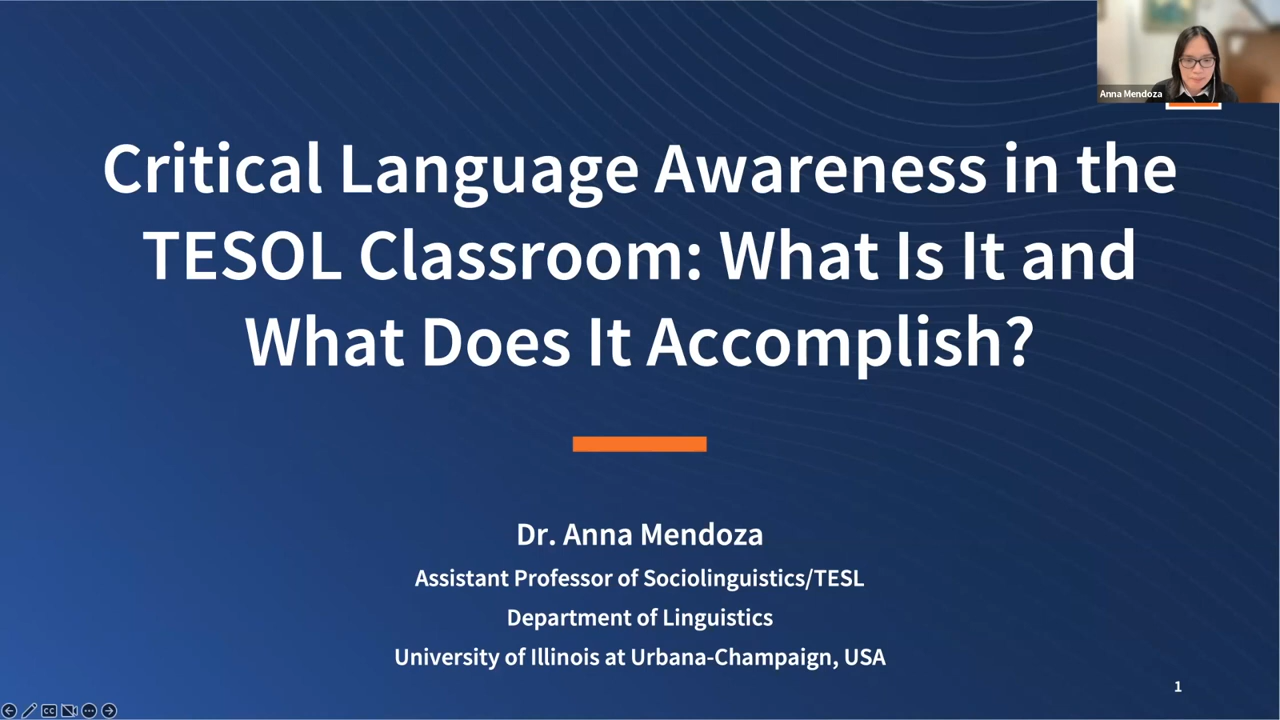 Anna Mendoza
Critical Language Awareness in the
TESOL Classroom: What Is It and
What Does It Accomplish?
Dr. Anna Mendoza
Assistant Professor of Sociolinguistics/TESL
Department of Linguistics
University of Illinois at Urbana-Champaign, USA
1
CC